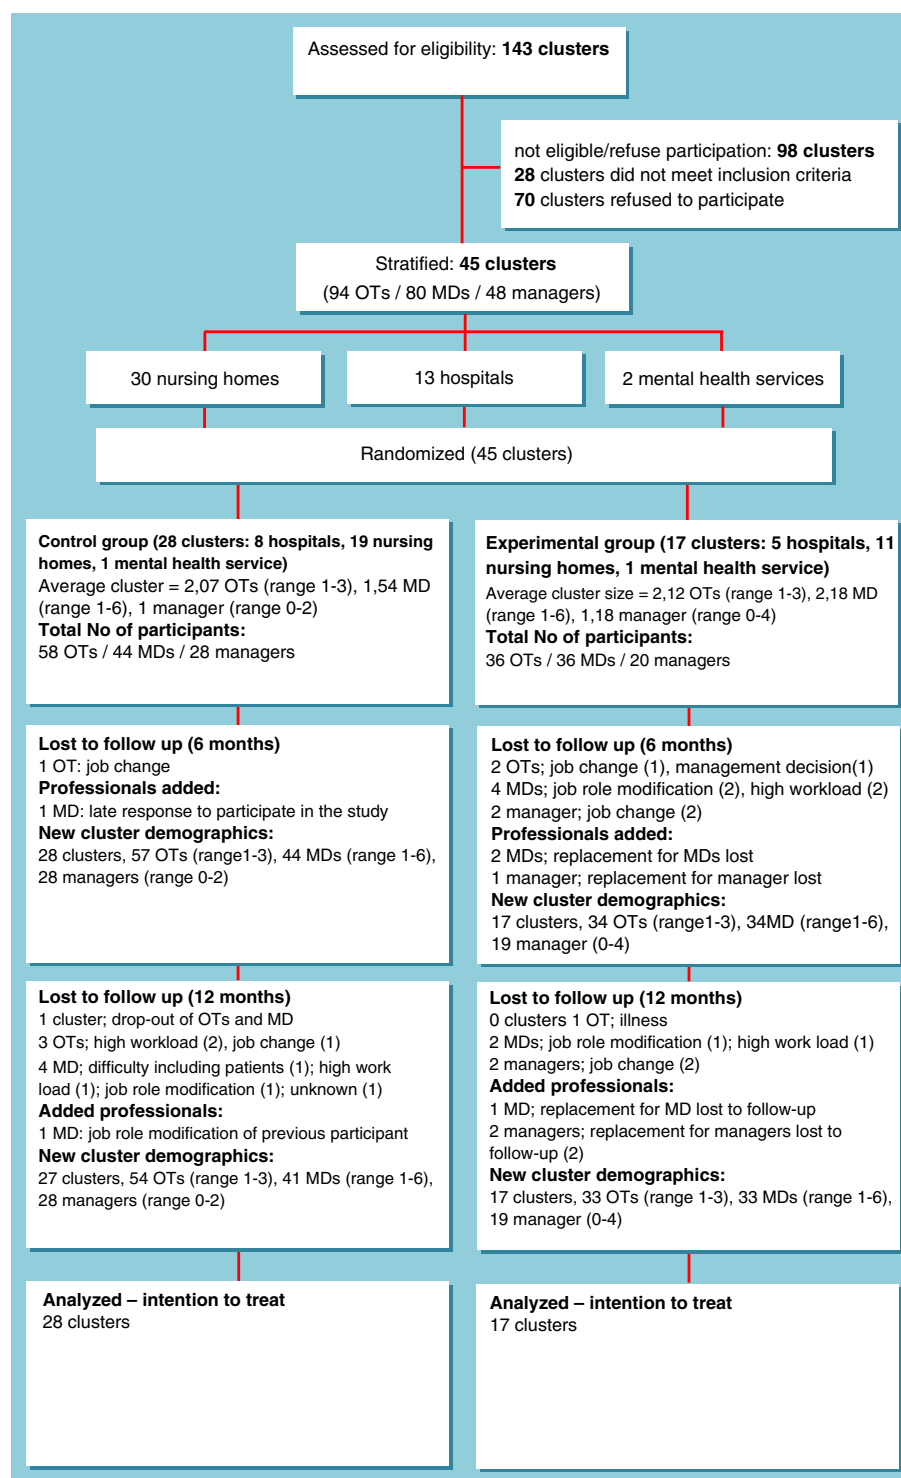 Assessed for eligibility: 143 clusters
not eligible/refuse participation: 98 clusters
28 clusters did not meet inclusion criteria
70 clusters refused to participate
Stratified: 45 clusters
(94 OTs / 80 MDs / 48 managers)
30 nursing homes
13 hospitals
2 mental health services
Randomized (45 clusters)
Control group (28 clusters: 8 hospitals, 19 nursing
homes, 1 mental health service)
Average cluster = 2,07 OTs (range 1-3), 1,54 MD
(range 1-6), 1 manager (range 0-2)
Total No of participants:
58 OTs / 44 MDs / 28 managers
Experimental group (17 clusters: 5 hospitals, 11
nursing homes, 1 mental health service)
Average cluster size = 2,12 OTs (range 1-3), 2,18 MD
(range 1-6), 1,18 manager (range 0-4)
Total No of participants:
36 OTs / 36 MDs / 20 managers
Lost to follow up (6 months)
1 OT: job change
Professionals added:
1 MD: late response to participate in the study
New cluster demographics:
28 clusters, 57 OTs (range1-3), 44 MDs (range 1-6),
28 managers (range 0-2)
Lost to follow up (6 months)
2 OTs; job change (1), management decision(1)
4 MDs; job role modification (2), high workload (2)
2 manager; job change (2)
Professionals added:
2 MDs; replacement for MDs lost
1 manager; replacement for manager lost
New cluster demographics:
17 clusters, 34 OTs (range1-3), 34MD (range1-6),
19 manager (0-4)
Lost to follow up (12 months)
1 cluster; drop-out of OTs and MD
3 OTs; high workload (2), job change (1)
4 MD; difficulty including patients (1); high work
load (1); job role modification (1); unknown (1)
Added professionals:
1 MD: job role modification of previous participant
New cluster demographics:
27 clusters, 54 OTs (range 1-3), 41 MDs (range 1-6),
28 managers (range 0-2)
Lost to follow up (12 months)
0 clusters 1 OT; illness
2 MDs; job role modification (1); high work load (1)
2 managers; job change (2)
Added professionals:
1 MD; replacement for MD lost to follow-up
2 managers; replacement for managers lost to
follow-up (2)
New cluster demographics:
17 clusters, 33 OTs (range 1-3), 33 MDs (range 1-6),
19 manager (0-4)
Analyzed – intention to treat
28 clusters
Analyzed – intention to treat
17 clusters